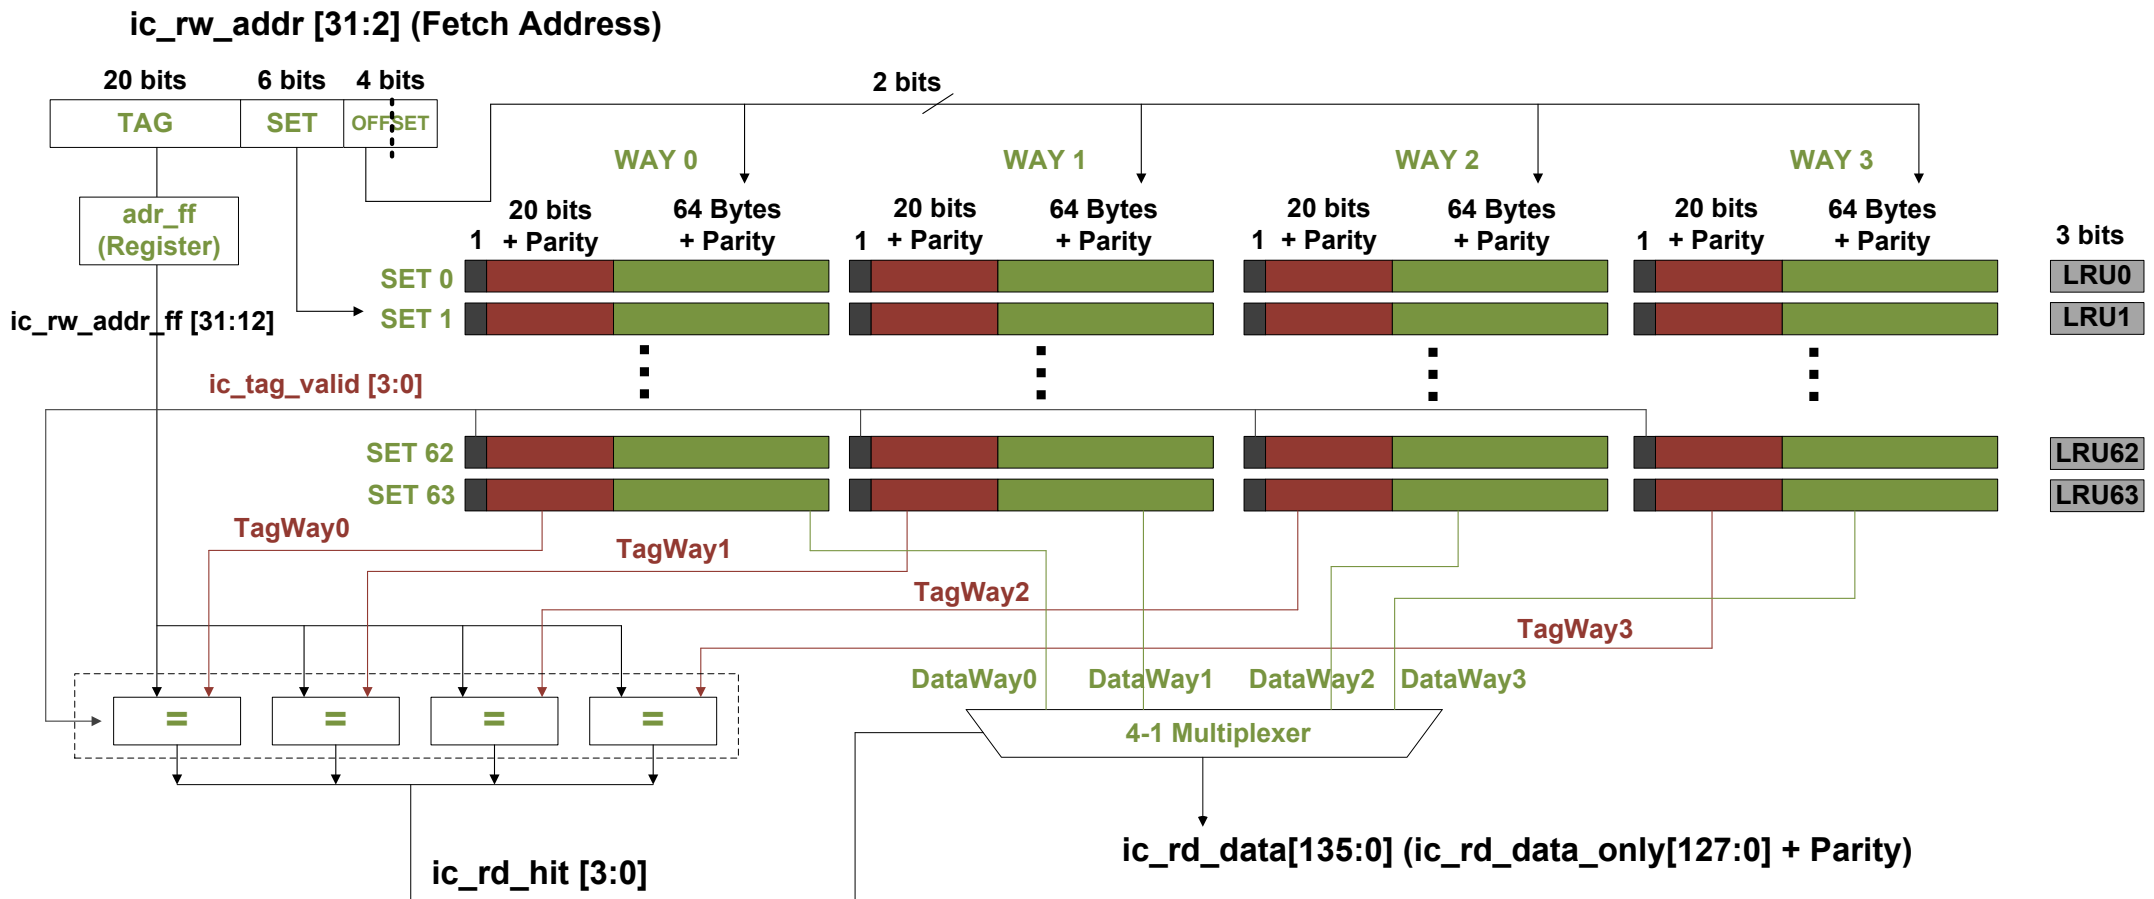 ic_rw_addr [31:2] (Fetch Address)
20 bits 6 bits 4 bits 2 bits
TAG SET OFFSET
WAY 0 WAY 1 WAY 2 WAY 3
adr_ff
(Register)
20 bits 64 Bytes 20 bits 64 Bytes 20 bits 64 Bytes 20 bits 64 Bytes
1 + Parity + Parity 1 + Parity + Parity 1 + Parity + Parity 1 + Parity + Parity 3 bits
SET 0 LRU0
ic_rw_addr_ff [31:12] SET 1 LRU1
ic_tag_valid [3:0]
SET 62 LRU62
SET 63 LRU63
TagWay0
TagWay1
TagWay2
TagWay3
DataWay0 DataWay1 DataWay2 DataWay3
= = = =
4-1 Multiplexer
ic_rd_data[135:0] (ic_rd_data_only[127:0] + Parity)
ic_rd_hit [3:0]